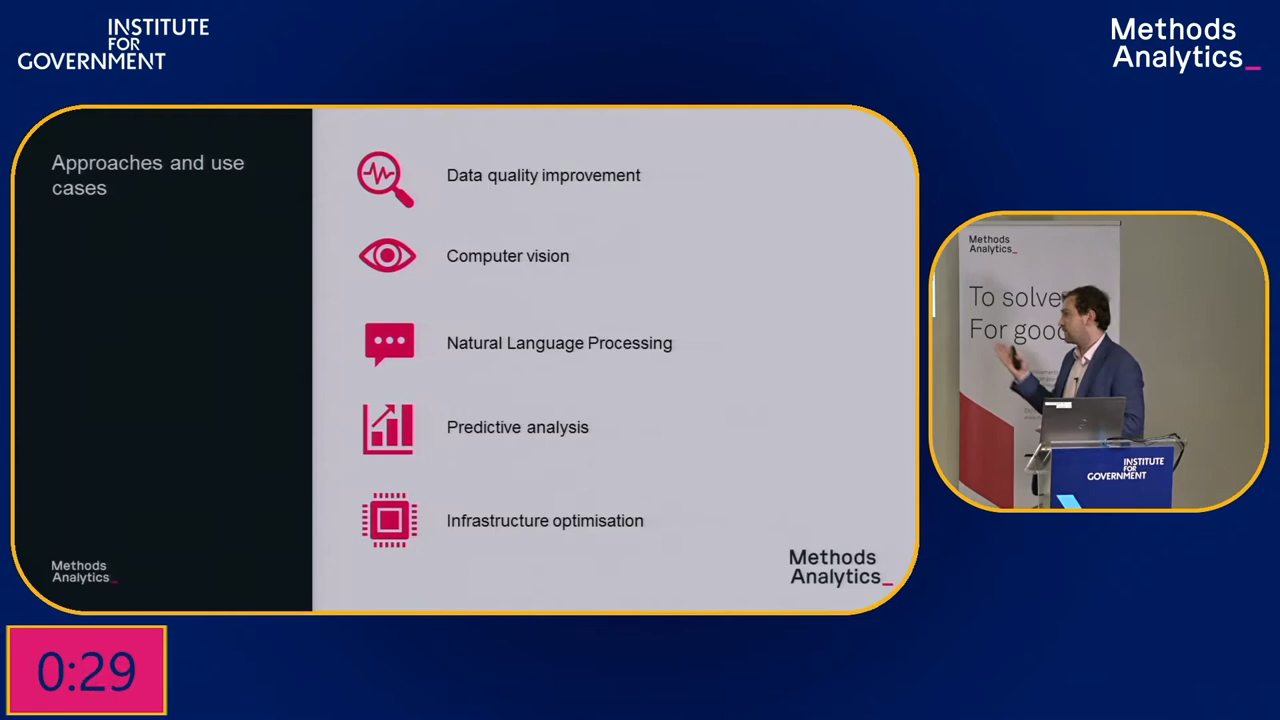 INSTITUTE
FOR
GOVERNMENT
Methods
Analytics_
Approaches and use
cases
Data quality improvement
Computer vision
Natural Language Processing
Predictive analysis
Infrastructure optimisation
Methods
Analytics_
Methods
Analytics_
Methods
Analytics_
To solve
For good
INSTITUTE
FOR
GOVERNMENT
0:29